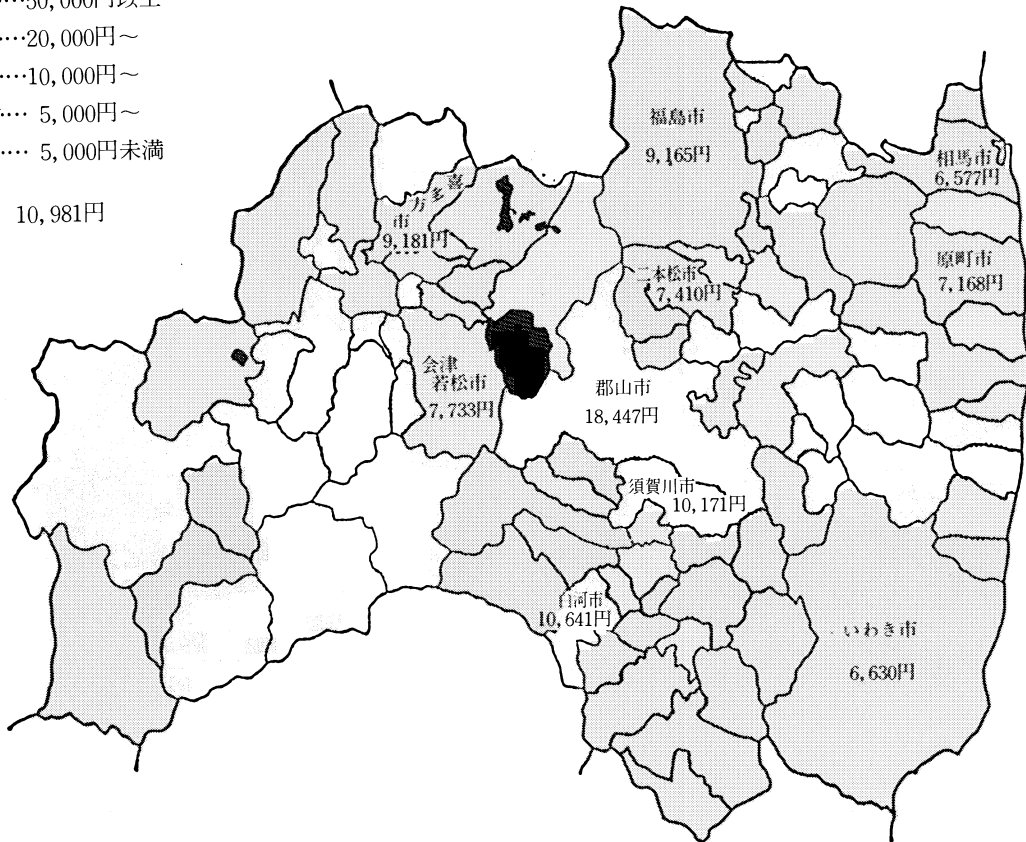 …50,000円以上
…20,000円～
…10,000円～
… 5,000円～
… 5,000円未満
10,981円
福島市
9,165円
相馬市
6,577円
喜多方市
9,181円
原町市
7,168円
二本松市
7,410円
会津
若松市
7,733円
郡山市
18,447円
須賀川市
10,171円
白河市
10,641円
いわき市
6,630円